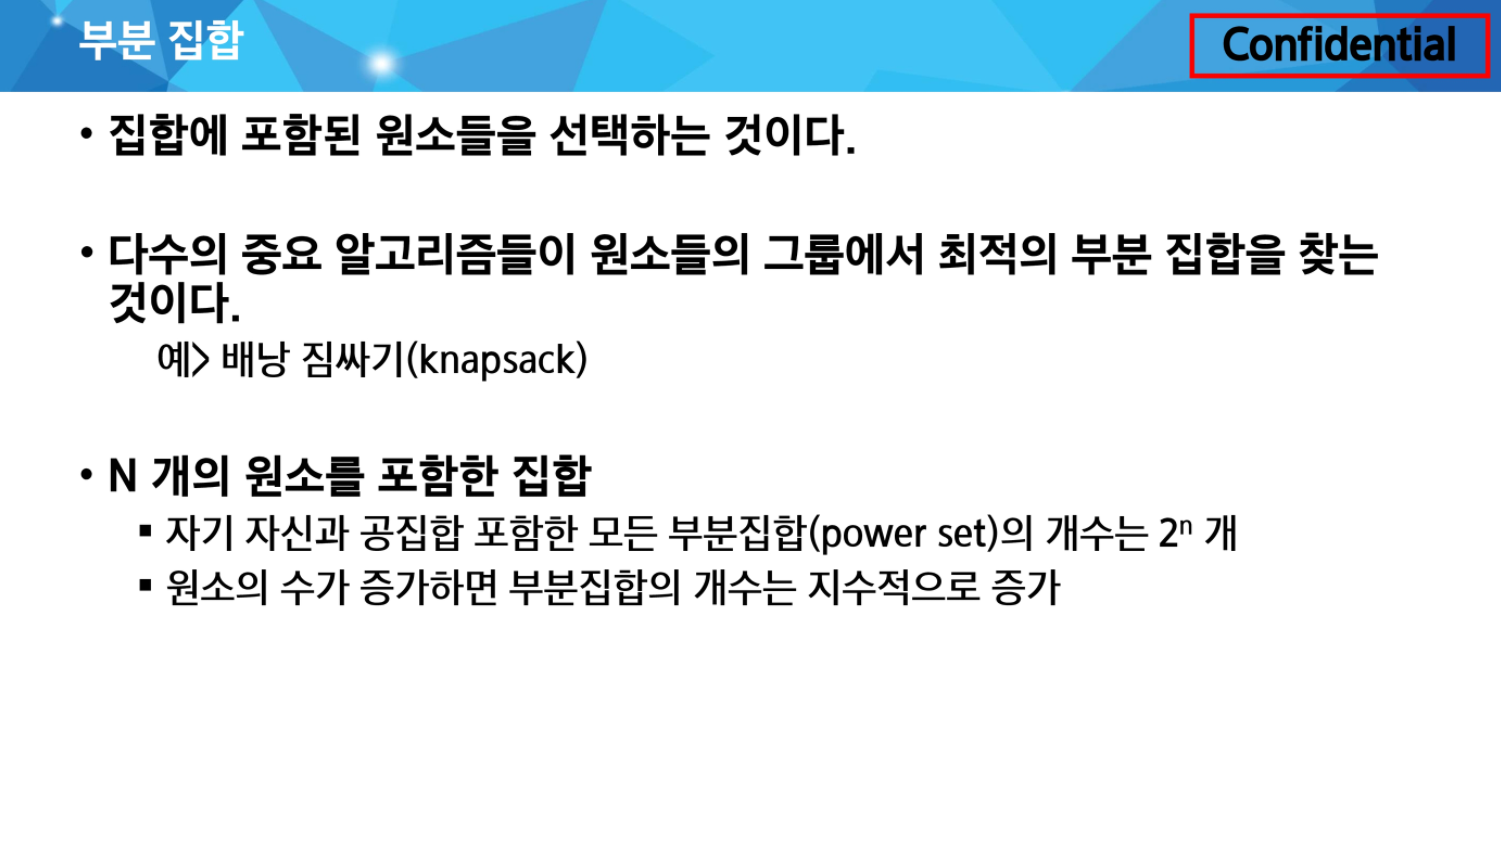 부분 집합
Confidential
• 집합에 포함된 원소들을 선택하는 것이다.
• 다수의 중요 알고리즘들이 원소들의 그룹에서 최적의 부분 집합을 찾는
것이다.
예> 배낭 짐싸기(knapsack)
• N 개의 원소를 포함한 집합
▪ 자기 자신과 공집합 포함한 모든 부분집합(power set)의 개수는 2ⁿ 개
▪ 원소의 수가 증가하면 부분집합의 개수는 지수적으로 증가